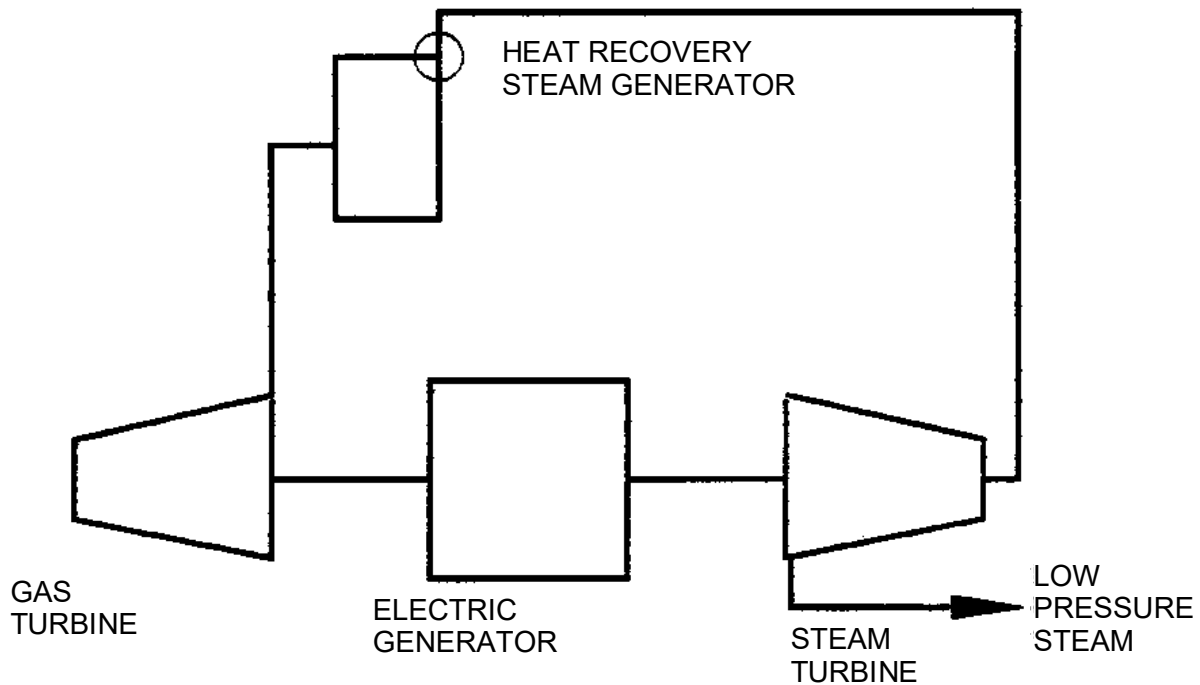 HEAT RECOVERY
STEAM GENERATOR
GAS
TURBINE
ELECTRIC
GENERATOR
STEAM
TURBINE
LOW
PRESSURE
STEAM